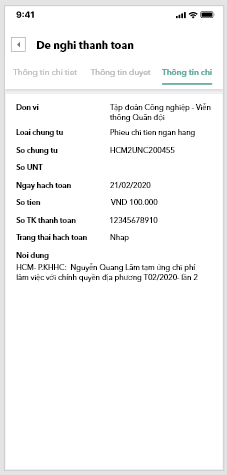 9:41
De nghi thanh toan
Thông tin chi tiet
Thông tin duyet
Thông tin chi
Don vi
Tập đoàn Công nghiệp - Viễn
thông Quân đội
Loai chung tu
Phieu chi tien ngan hang
So chung tu
HCM2UNC200455
So UNT
Ngay hach toan
21/02/2020
So tien
VND 100.000
So TK thanh toan
12345678910
Trang thai hach toan
Nhap
Noi dung
HCM- P.KHHC: Nguyễn Quang Lâm tạm ứng chi phí
làm việc với chính quyền địa phương T02/2020- lần 2